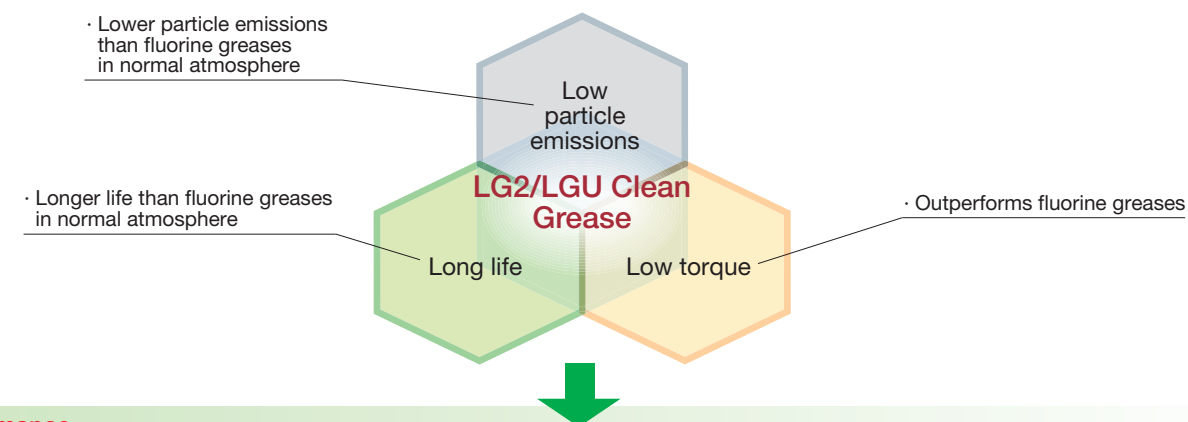 · Lower particle emissions
than fluorine greases
in normal atmosphere
Low
particle
emissions
LG2/LGU Clean
Grease
· Longer life than fluorine greases
in normal atmosphere
· Outperforms fluorine greases
Long life
Low torque